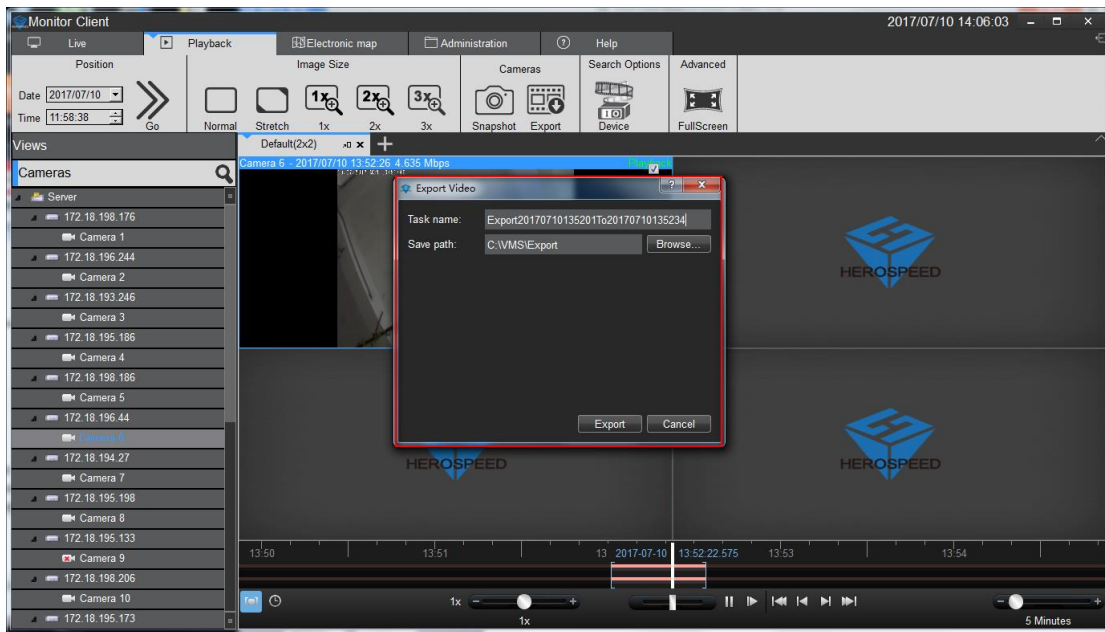 Monitor Client
2017/07/10 14:06:03
Live
Playback
Electronic map
Administration
Help
Position
Image Size
Cameras
Search Options
Advanced
Date 2017/07/10
Time 11:58:38
Go
Normal
Stretch
1x
1x
2x
2x
3x
3x
Snapshot
Export
Device
FullScreen
Views
Default(2x2)
Cameras
Camera 6 - 2017/07/10 13:52:26 4.635 Mbps
Playback
Server
172.18.198.176
Camera 1
172.18.196.244
Camera 2
172.18.193.246
Camera 3
172.18.195.186
Camera 4
172.18.198.186
Camera 5
172.18.196.44
Camera 6
172.18.194.27
Camera 7
172.18.195.198
Camera 8
172.18.195.133
Camera 9
172.18.198.206
Camera 10
172.18.195.173
Export Video
Task name: Export20170710135201To20170710135234
Save path: C:\VMS\Export
Browse...
Export
Cancel
HEROSPEED
HEROSPEED
HEROSPEED
13:50
13:51
13
2017-07-10
13:52:22.575
13:53
13:54
1x
1x
5 Minutes